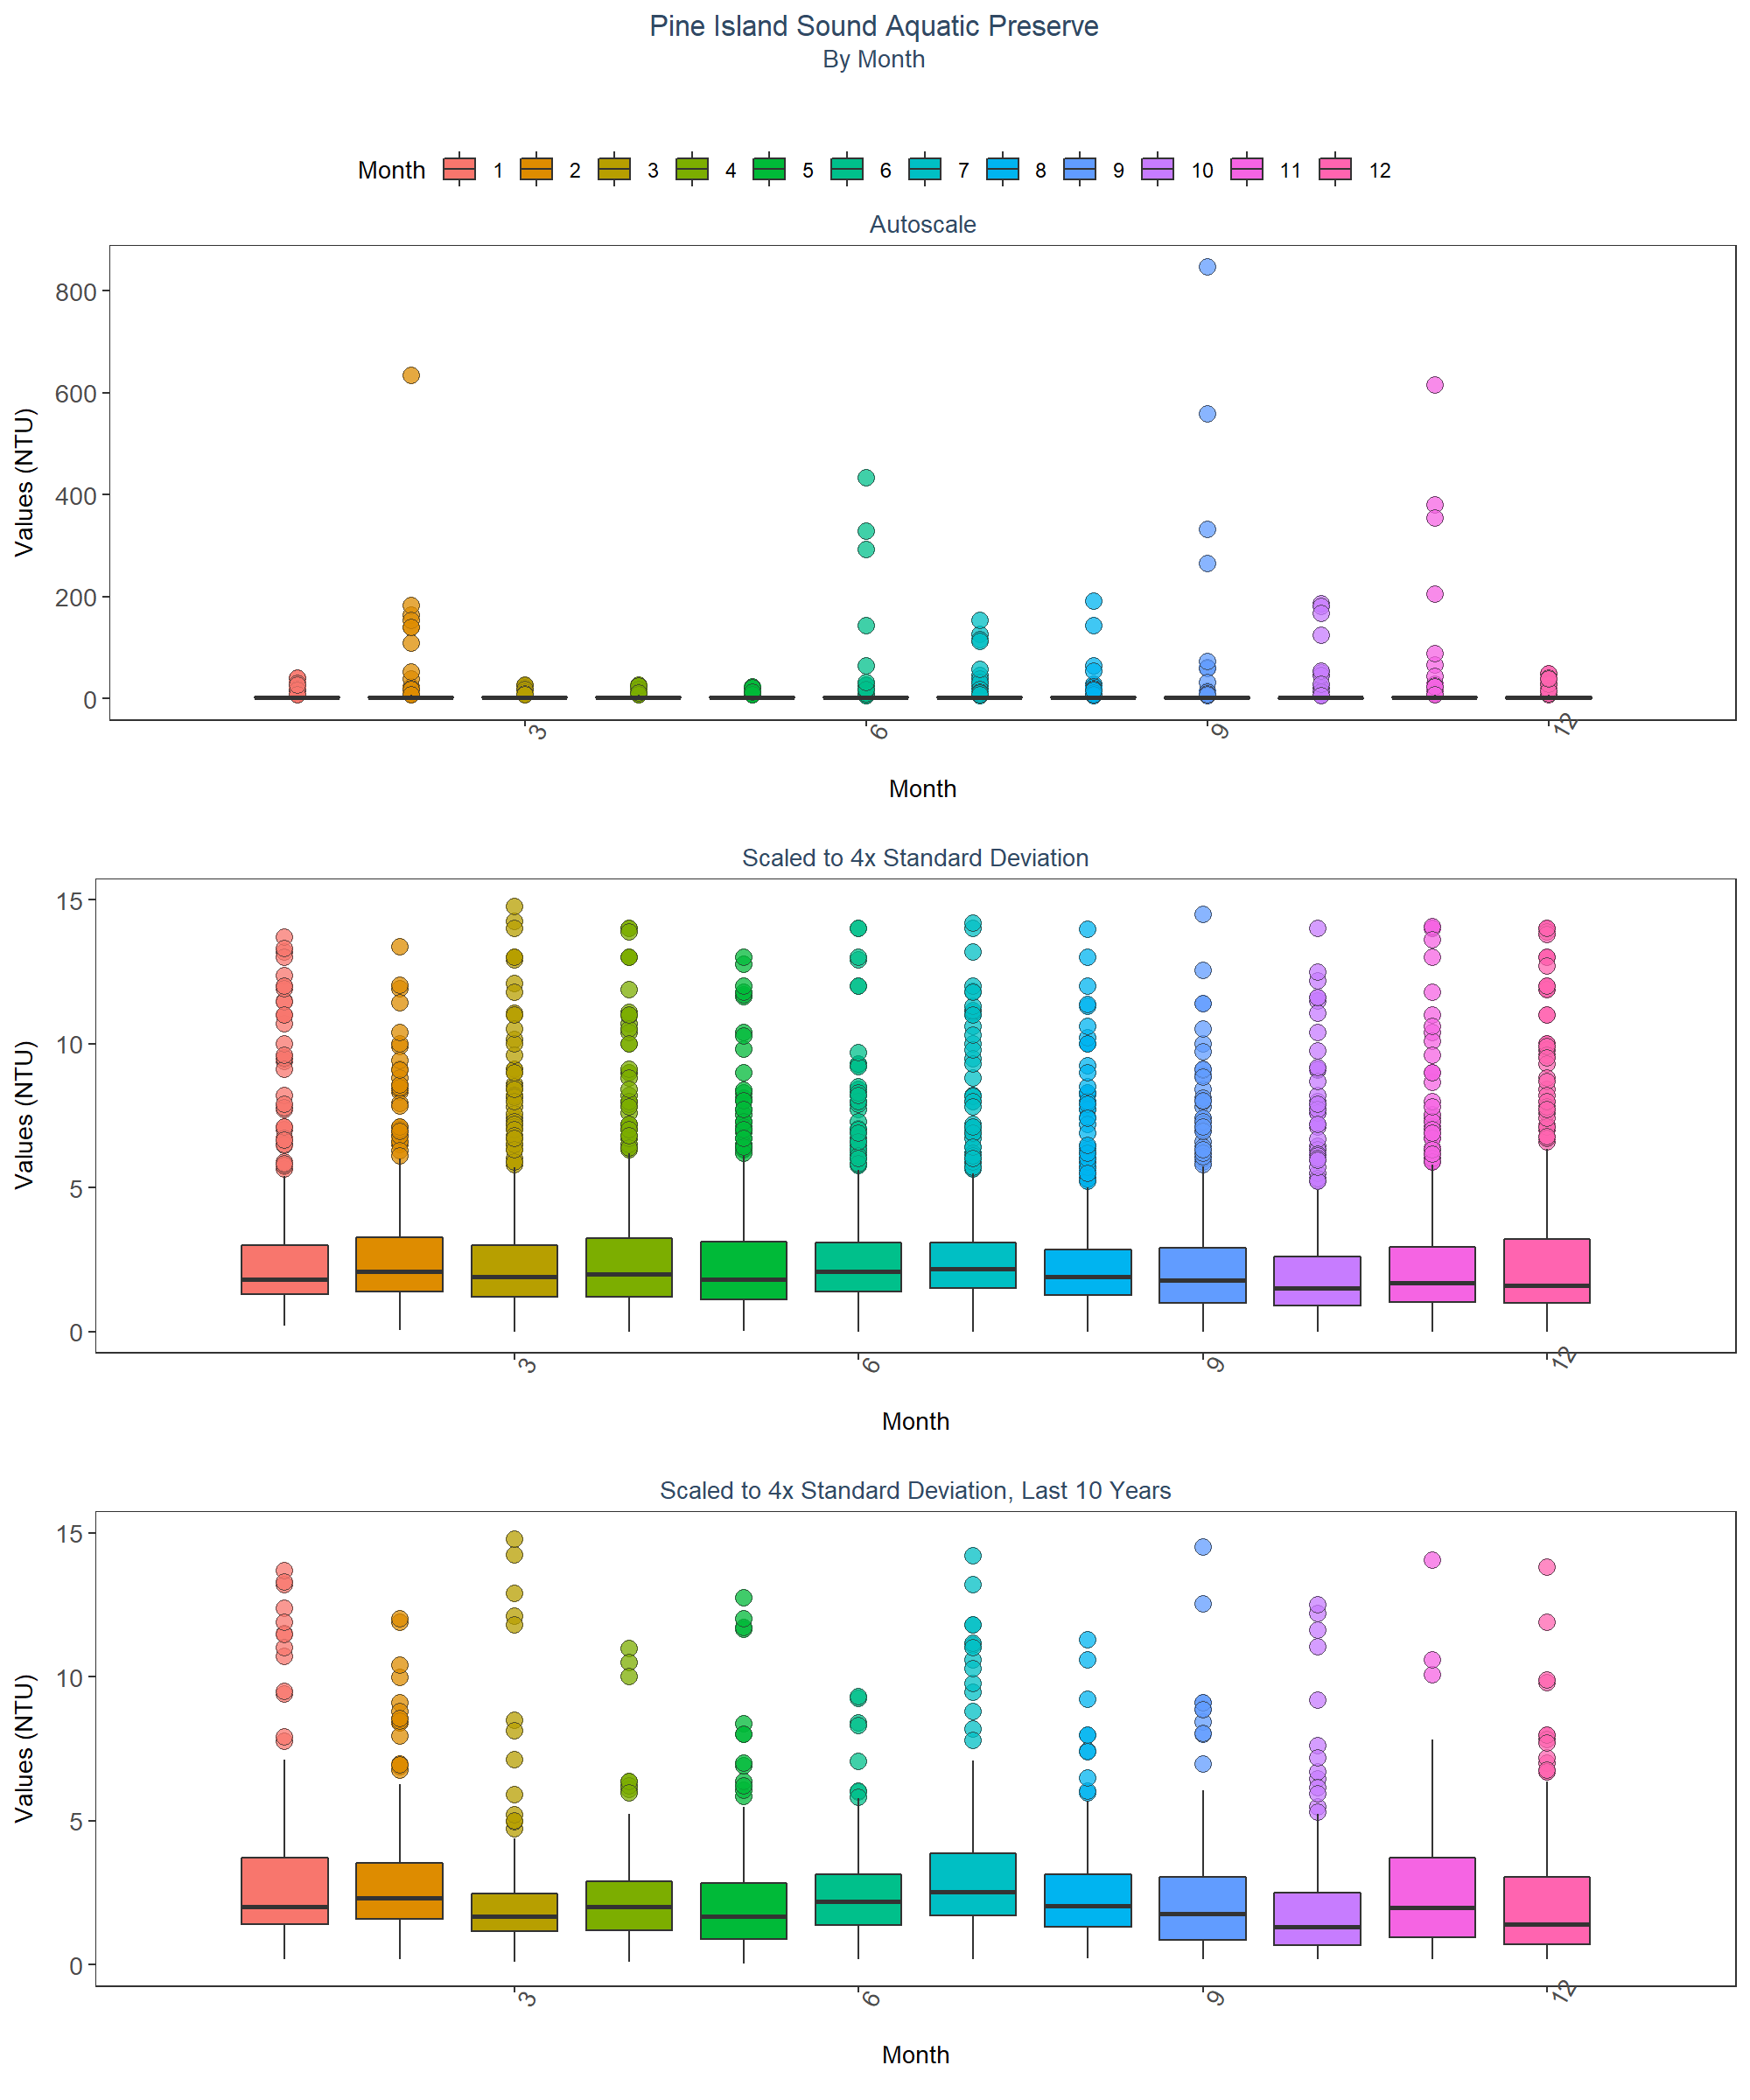 Pine Island Sound Aquatic Preserve
By Month
Month 1 2 3 4 5 6 7 8 9 10 11 12
Autoscale
Values (NTU)
800
600
400
200
0
3 6 9 12
Month
Scaled to 4x Standard Deviation
Values (NTU)
15
10
5
0
3 6 9 12
Month
Scaled to 4x Standard Deviation, Last 10 Years
Values (NTU)
15
10
5
0
3 6 9 12
Month